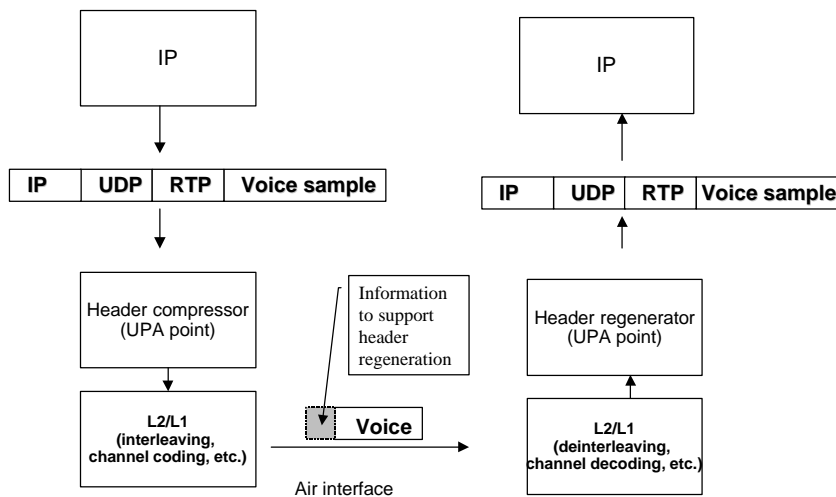 IP
IP
IP UDP RTP Voice sample
IP UDP RTP Voice sample
Header compressor
(UPA point)
Information
to support
header
regeneration
Header regenerator
(UPA point)
L2/L1
(interleaving,
channel coding, etc.)
Voice
L2/L1
(deinterleaving,
channel decoding, etc.)
Air interface